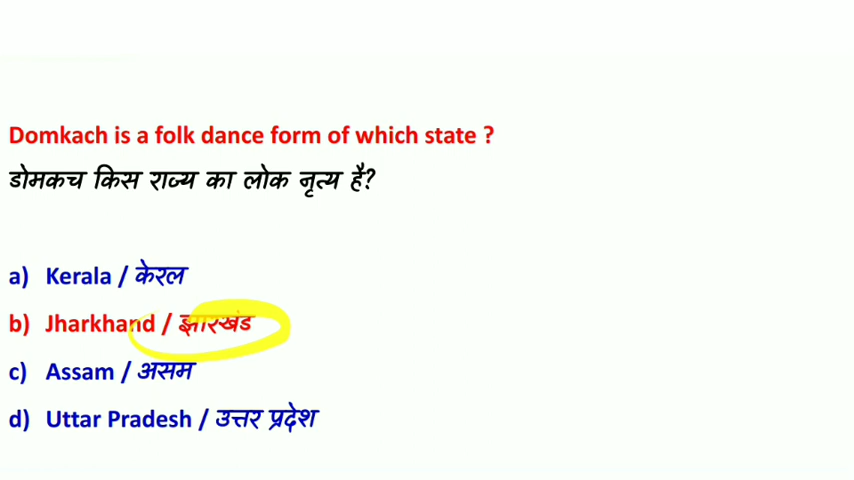 Domkach is a folk dance form of which state ?
डोमकच किस राज्य का लोक नृत्य है?
a) Kerala / केरल
b) Jharkhand / झारखंड
c) Assam / असम
d) Uttar Pradesh / उत्तर प्रदेश